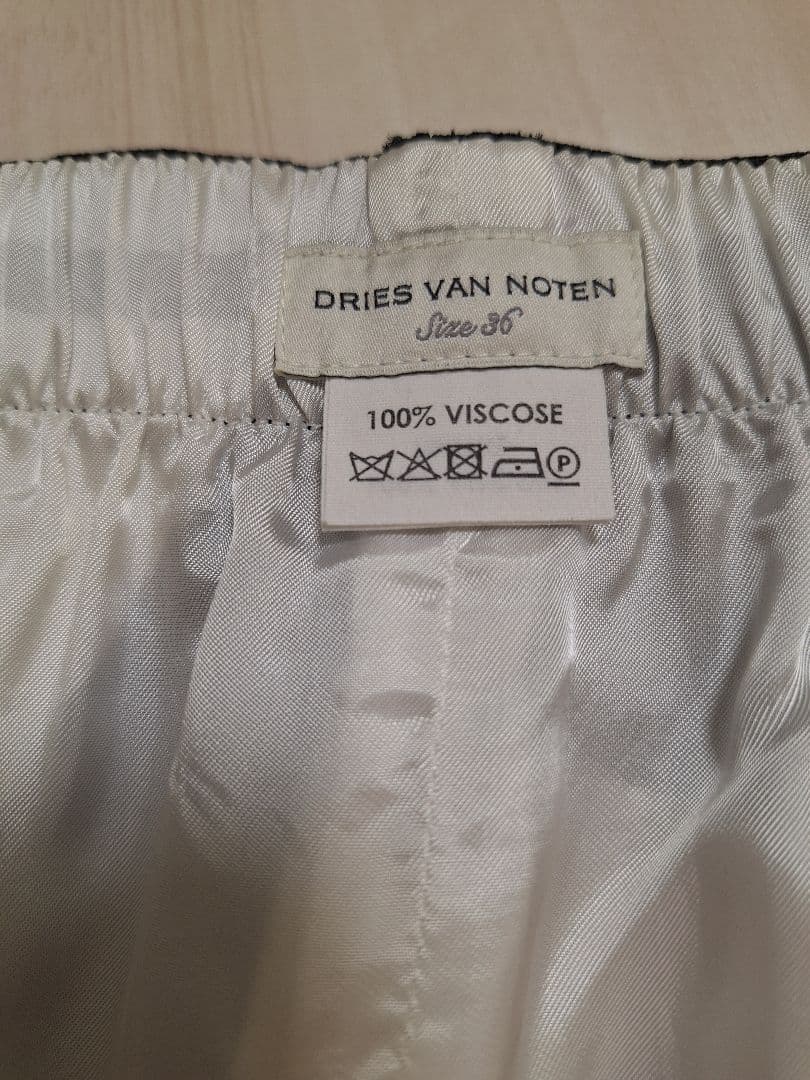 DRIES VAN NOTEN
Size 36
100% VISCOSE
P